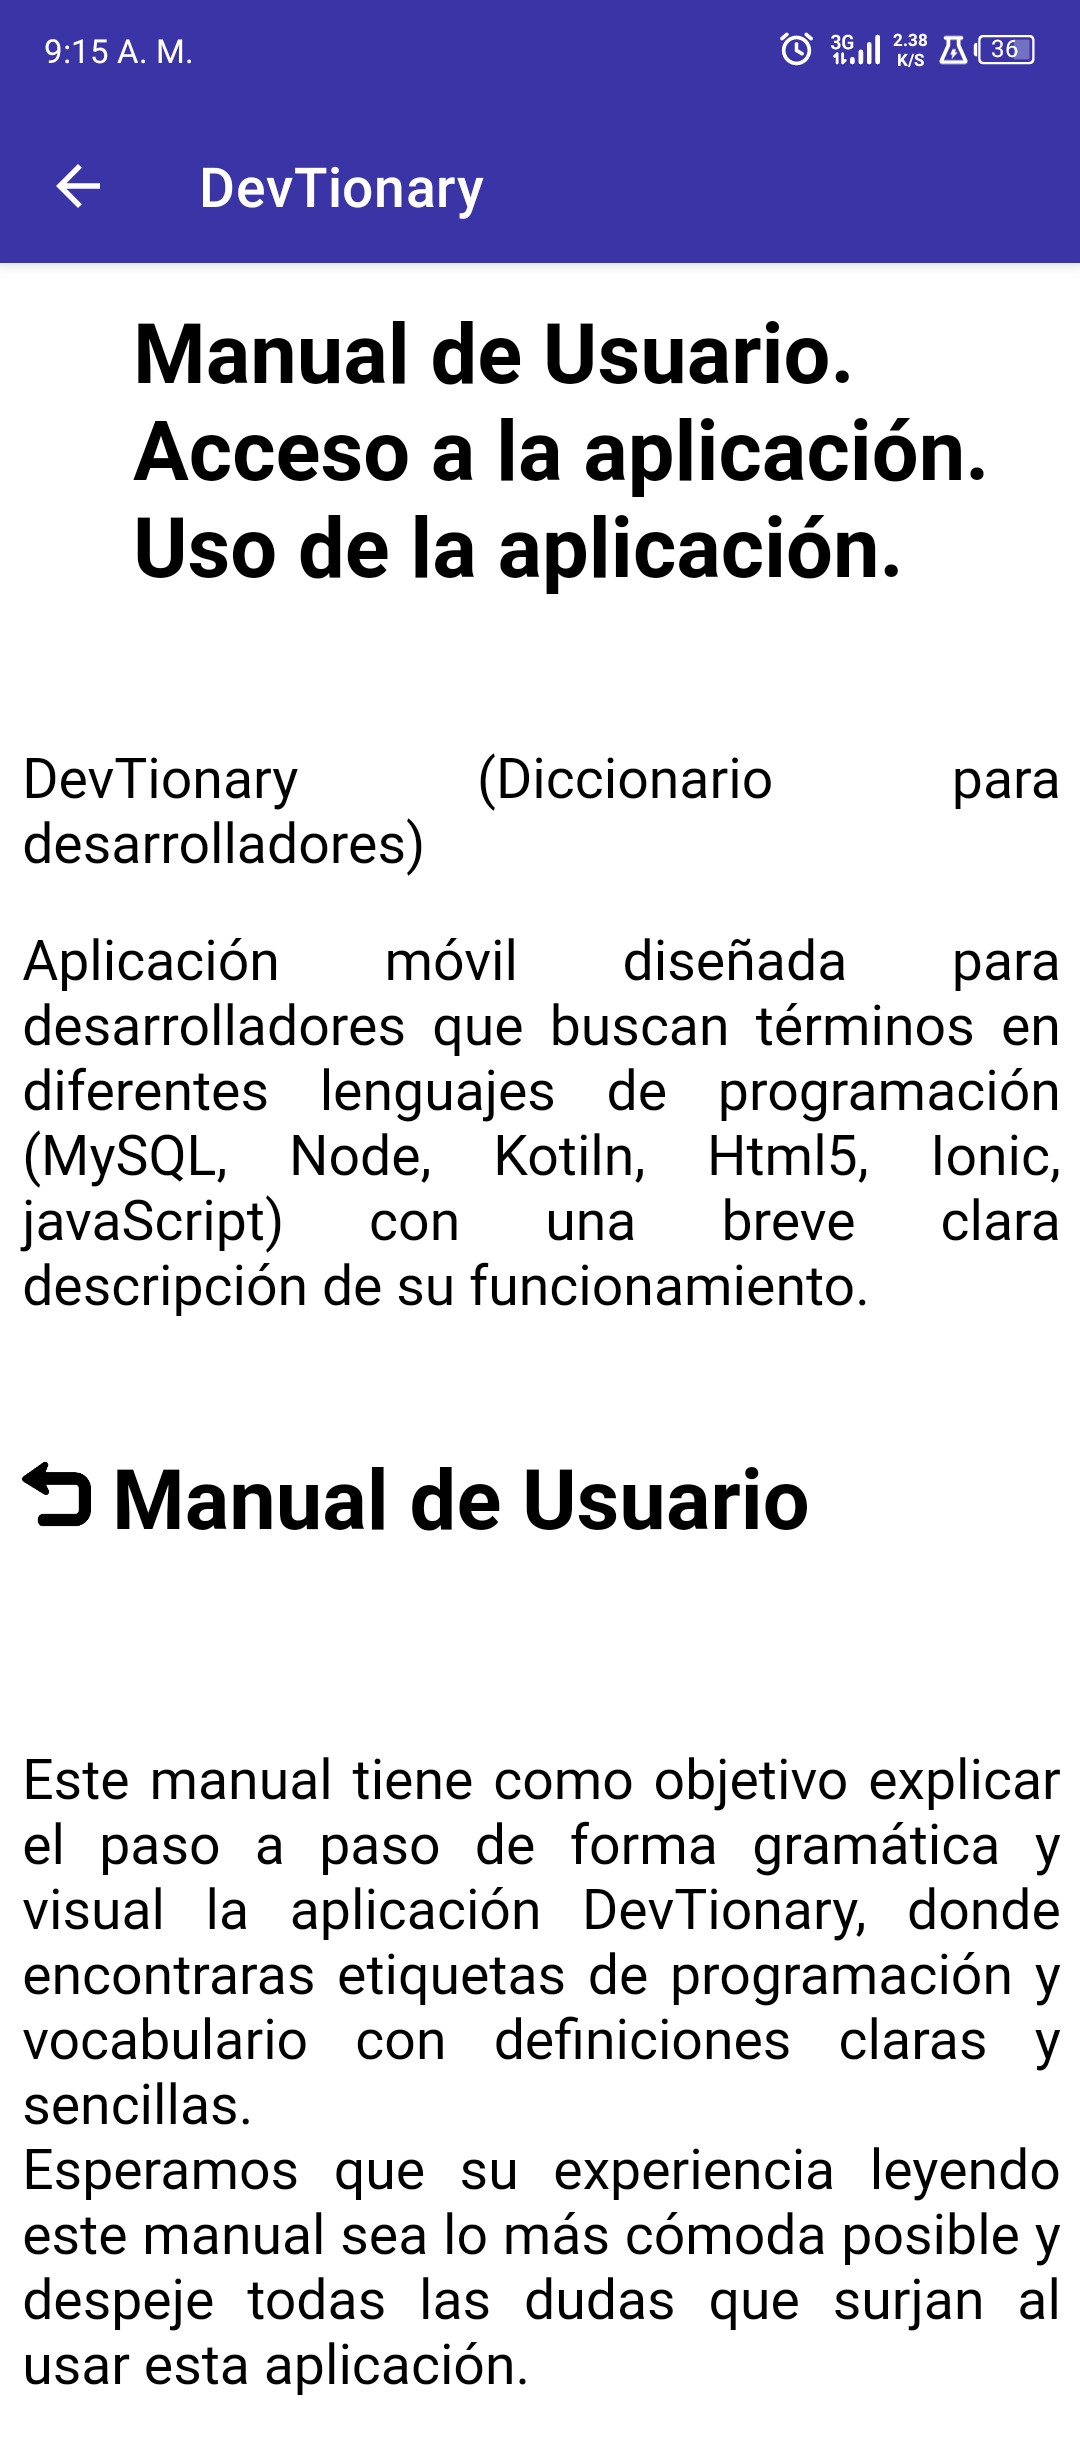 9:15 A. M.
3G
2.38
K/S
36
DevTionary
Manual de Usuario.
Acceso a la aplicación.
Uso de la aplicación.
DevTionary (Diccionario para
desarrolladores)
Aplicación móvil diseñada para
desarrolladores que buscan términos en
diferentes lenguajes de programación
(MySQL, Node, Kotiln, Html5, Ionic,
javaScript) con una breve clara
descripción de su funcionamiento.
Manual de Usuario
Este manual tiene como objetivo explicar
el paso a paso de forma gramática y
visual la aplicación DevTionary, donde
encontraras etiquetas de programación y
vocabulario con definiciones claras y
sencillas.
Esperamos que su experiencia leyendo
este manual sea lo más cómoda posible y
despeje todas las dudas que surjan al
usar esta aplicación.